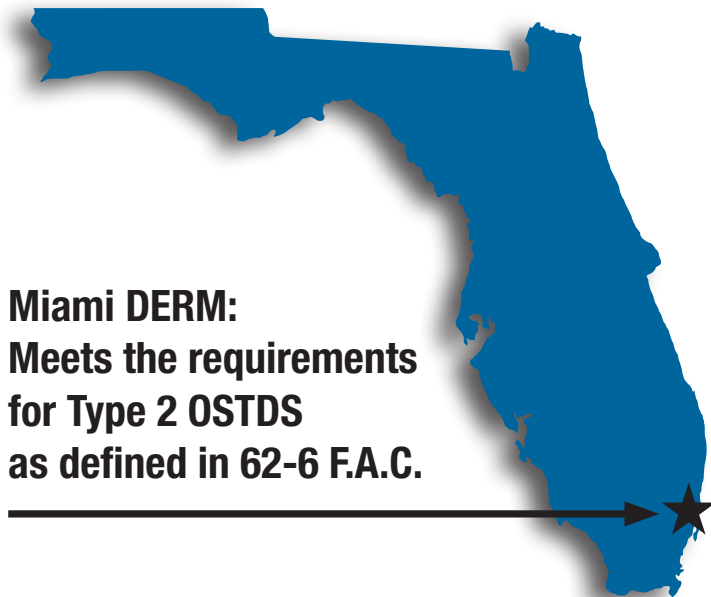 Miami DERM:
Meets the requirements
for Type 2 OSTDS
as defined in 62-6 F.A.C.